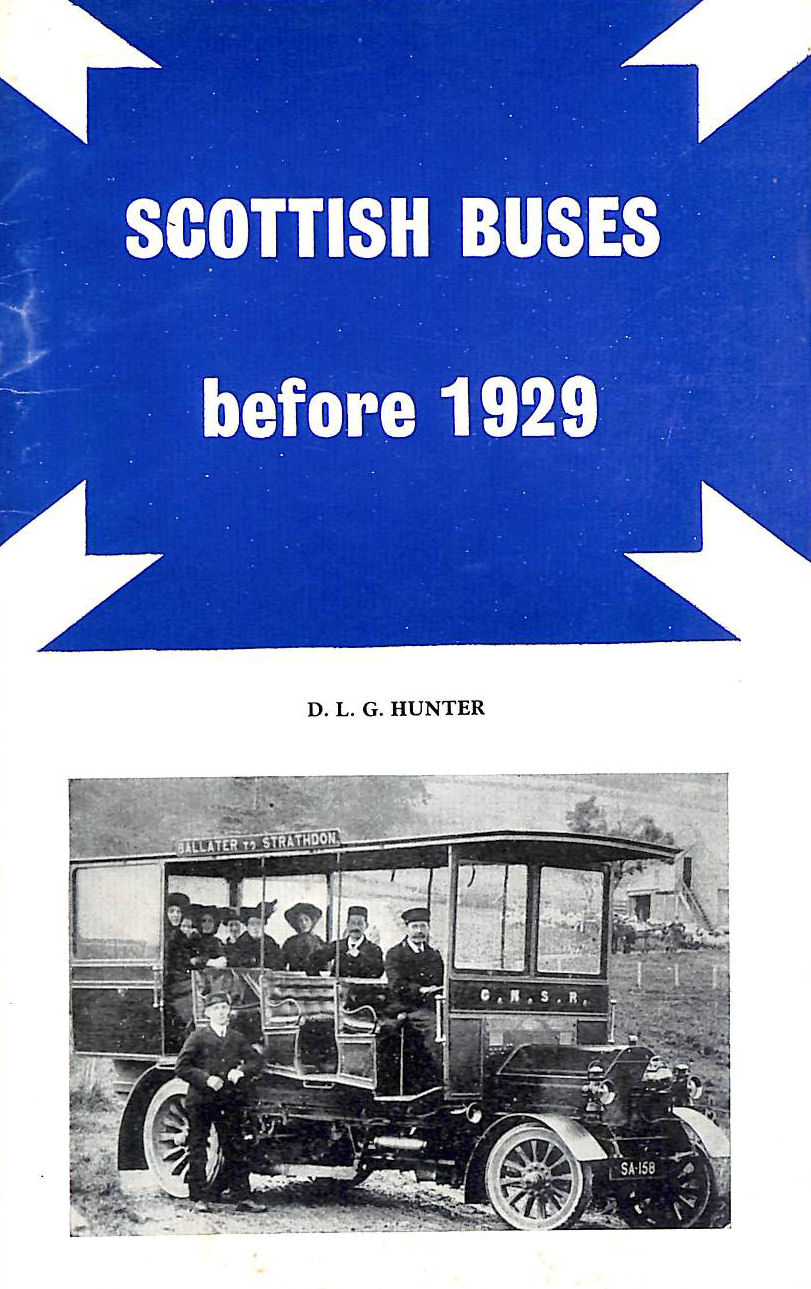 SCOTTISH BUSES
before 1929
D. L. G. HUNTER
BALLATER TO STRATHDON.
G. N. S. R.
SA·158